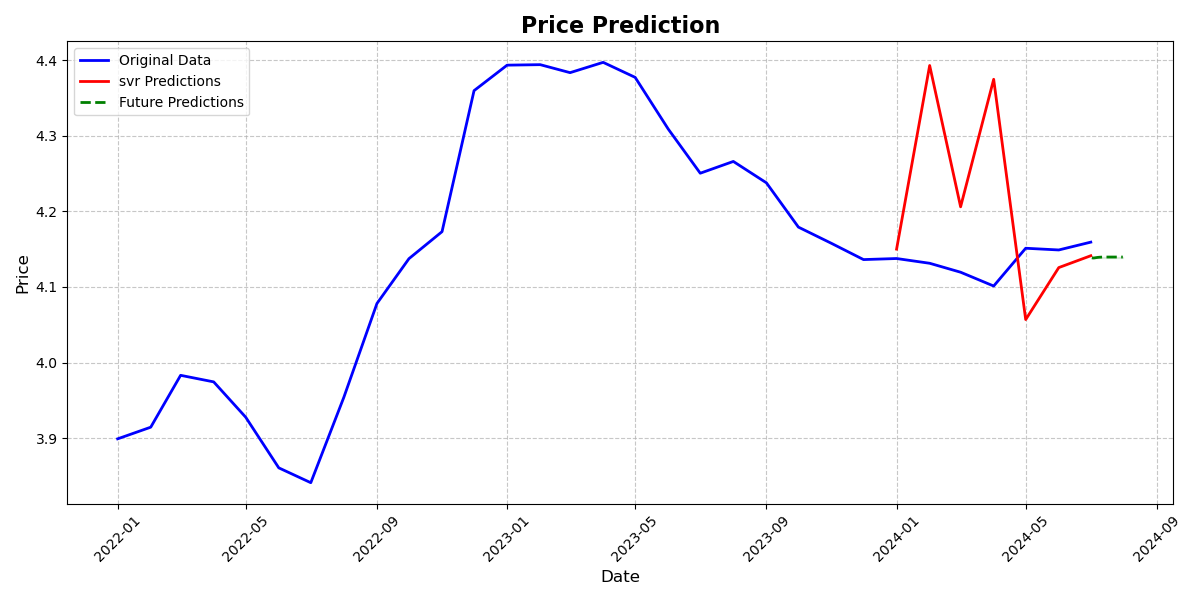 Price Prediction
Original Data
svr Predictions
Future Predictions
4.4
4.3
4.2
4.1
4.0
3.9
Price
2022-01
2022-05
2022-09
2023-01
2023-05
2023-09
2024-01
2024-05
2024-09
Date